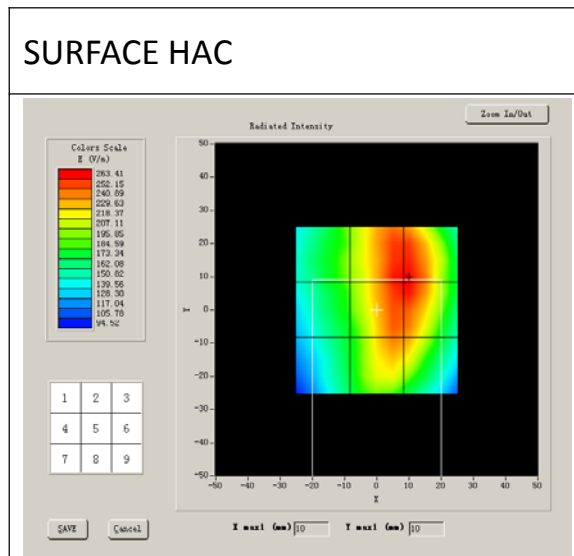 SURFACE HAC
Zoom In/Out
Radiated Intensity
Colors Scale
E (V/m)
263.41
252.15
240.89
229.63
218.37
207.11
195.85
184.59
173.34
162.08
150.82
139.56
128.30
117.04
105.78
94.52
1 2 3
4 5 6
7 8 9
Y
50
40
30
20
10
0
-10
-20
-30
-40
-50
-50 -40 -30 -20 -10 0 10 20 30 40 50
X
SAVE
Cancel
X max1 (mm) 10
Y max1 (mm) 10